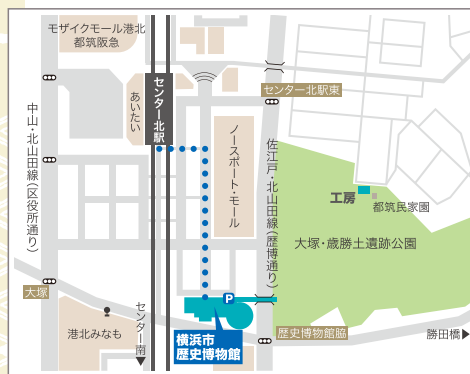 モザイクモール港北
都筑阪急
センター北駅
あいたい
センター北駅東
中山・北山田線(区役所通り)
ノースポート・モール
佐江戸・北山田線(歴博通り)
工房
都筑民家園
大塚・歳勝土遺跡公園
大塚
P
港北みなも
センター南▼
横浜市
歴史博物館
歴史博物館脇
勝田橋▶